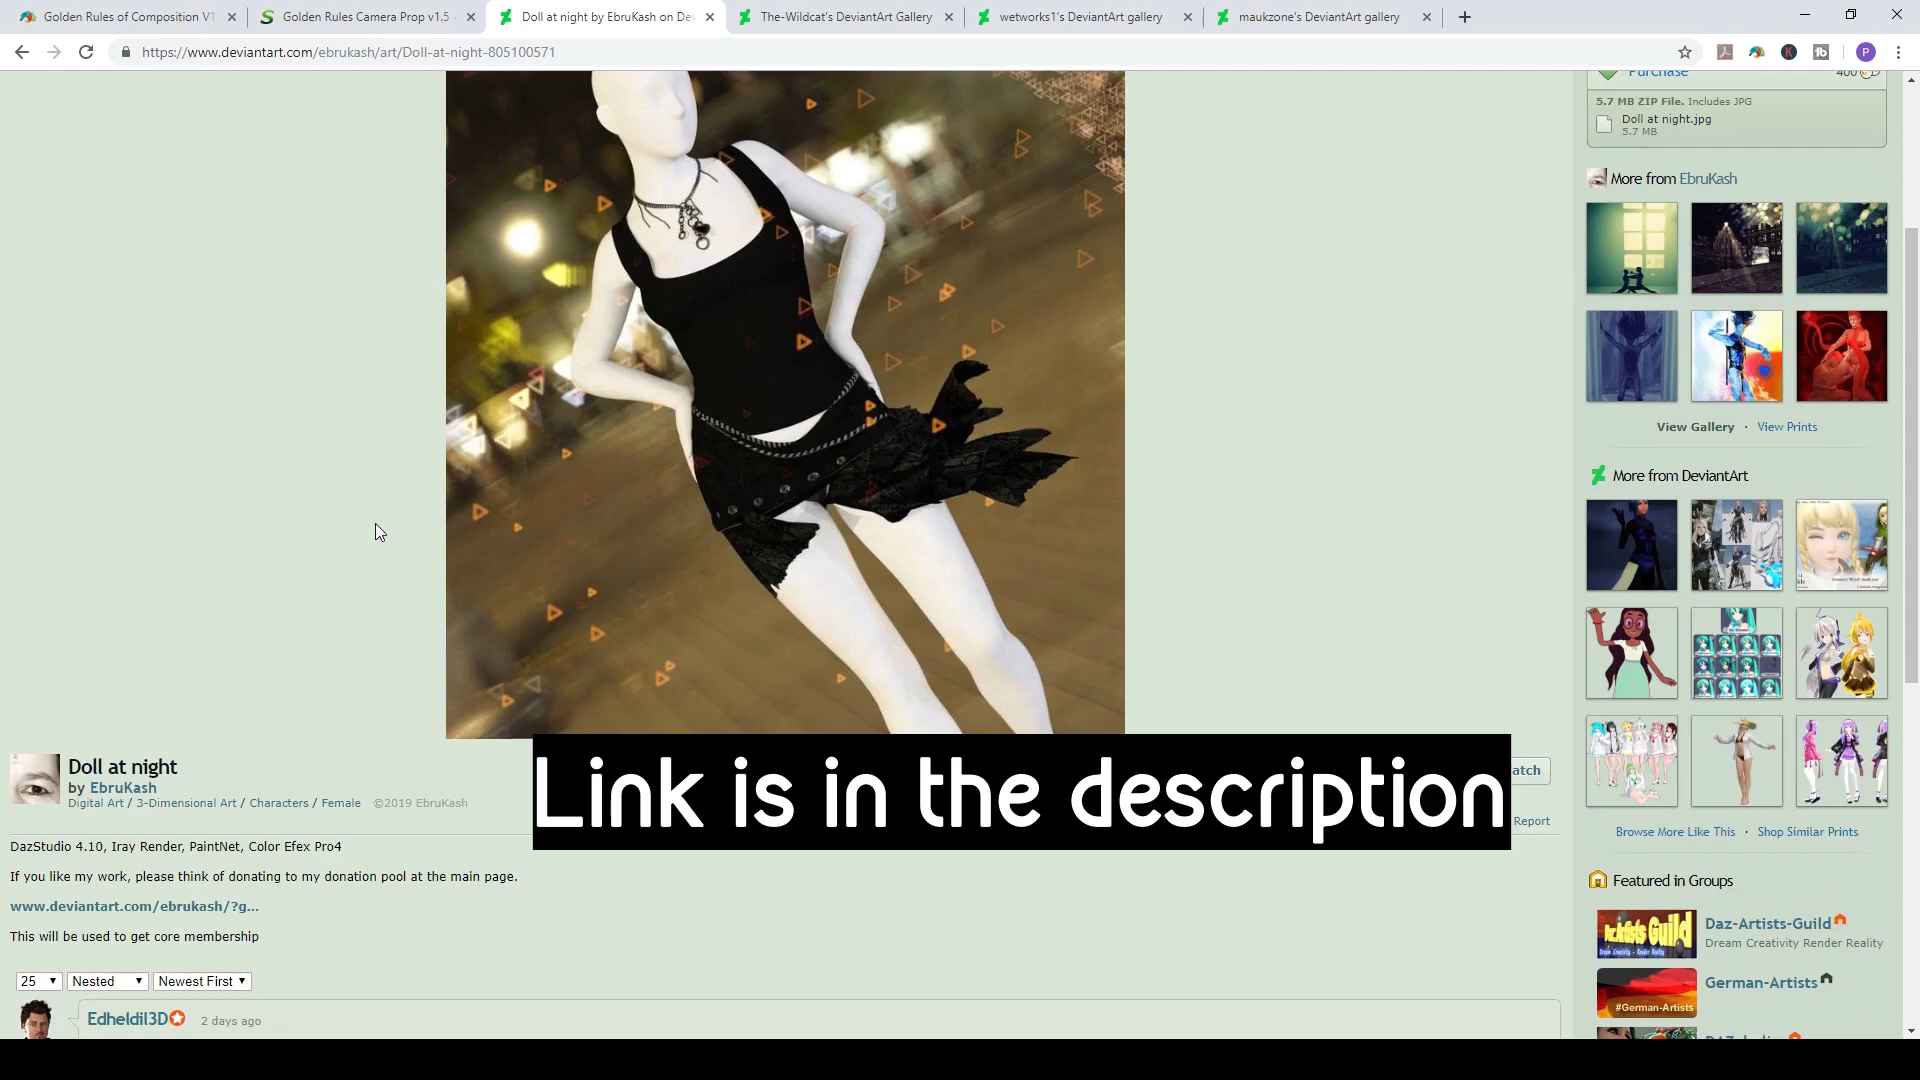 Golden Rules of Composition V1.
Golden Rules Camera Prop v1.5 -
Doll at night by EbruKash on Dev
The-Wildcat's DeviantArt Gallery
wetworks1's DeviantArt gallery
maukzone's DeviantArt gallery
https://www.deviantart.com/ebrukash/art/Doll-at-night-805100571
P
Purchase
400
5.7 MB ZIP File. Includes JPG
Doll at night.jpg
5.7 MB
More from EbruKash
View Gallery · View Prints
More from DeviantArt
Browse More Like This · Shop Similar Prints
Featured in Groups
Daz-Artists-Guild
Dream Creativity Render Reality
Daz Artists Guild
German-Artists
#German-Artists
Doll at night
by EbruKash
Digital Art / 3-Dimensional Art / Characters / Female ©2019 EbruKash
Link is in the description
atch
Report
DazStudio 4.10, Iray Render, PaintNet, Color Efex Pro4
If you like my work, please think of donating to my donation pool at the main page.
www.deviantart.com/ebrukash/?g...
This will be used to get core membership
25 Nested Newest First
Edheldil3D 2 days ago